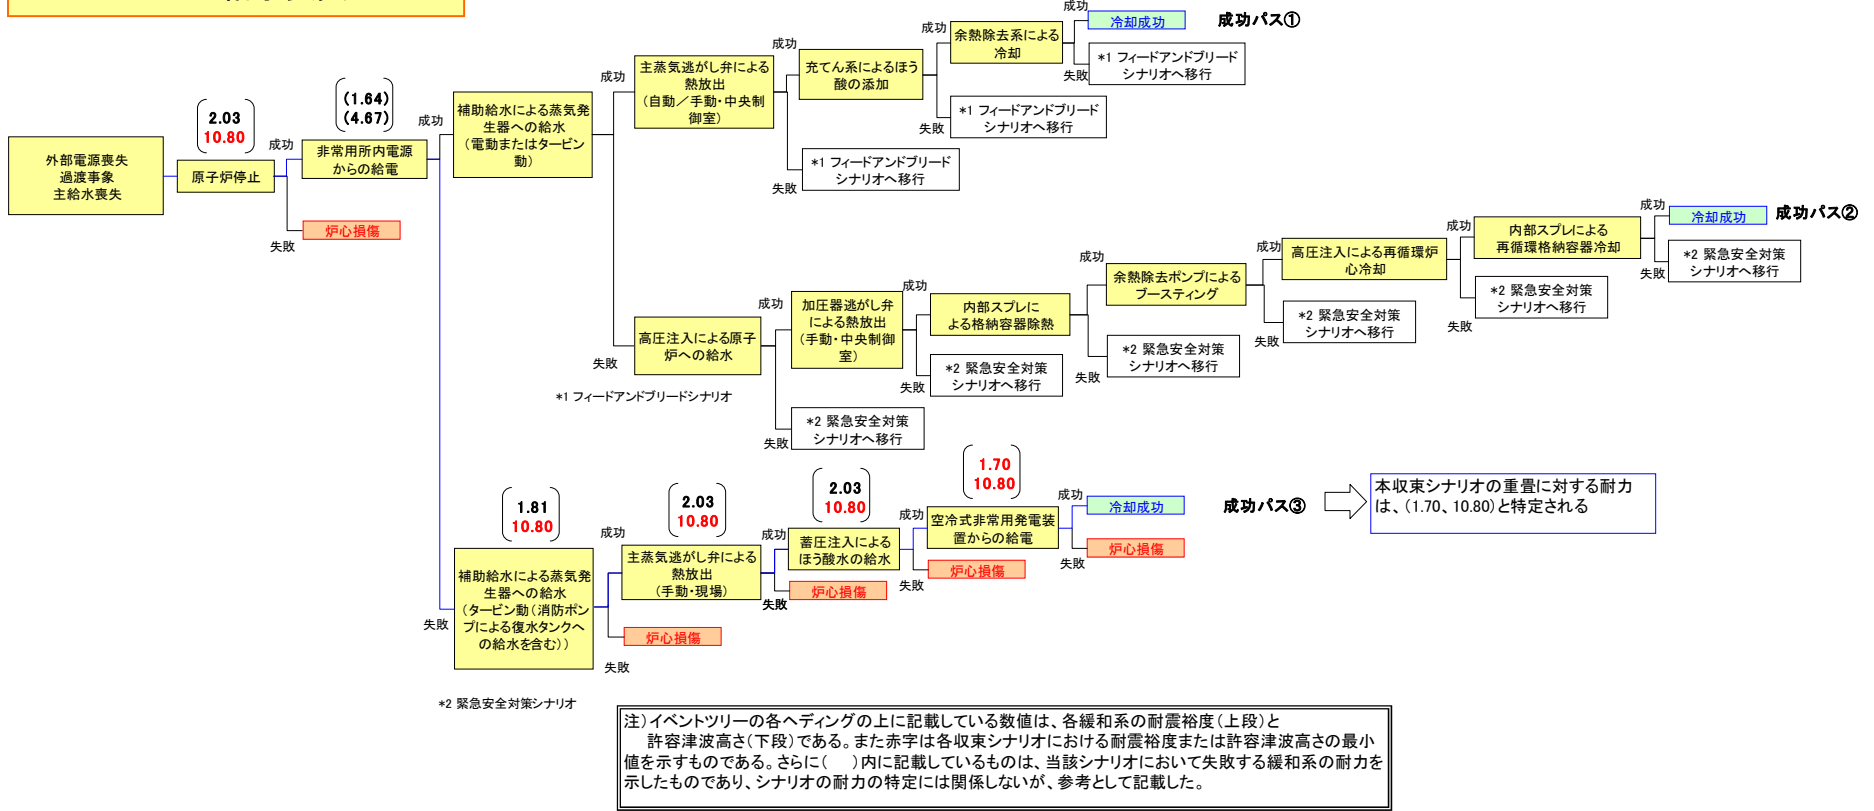 外部電源喪失
過渡事象
主給水喪失
2.03
10.80
原子炉停止
成功
失敗
炉心損傷
(1.64)
(4.67)
非常用所内電源
からの給電
成功
失敗
補助給水による蒸気発
生器への給水
(電動またはタービン
動)
成功
失敗
主蒸気逃がし弁による
熱放出
(自動/手動・中央制
御室)
成功
失敗
*1 フィードアンドブリード
シナリオへ移行
充てん系によるほう
酸の添加
成功
失敗
*1 フィードアンドブリード
シナリオへ移行
余熱除去系による
冷却
成功
失敗
冷却成功
成功パス①
*1 フィードアンドブリード
シナリオへ移行
高圧注入による原子
炉への給水
*1 フィードアンドブリードシナリオ
成功
失敗
*2 緊急安全対策
シナリオへ移行
加圧器逃がし弁
による熱放出
(手動・中央制御
室)
成功
失敗
*2 緊急安全対策
シナリオへ移行
内部スプレに
よる格納容器除熱
成功
失敗
*2 緊急安全対策
シナリオへ移行
余熱除去ポンプによる
ブースティング
成功
失敗
*2 緊急安全対策
シナリオへ移行
高圧注入による再循環炉
心冷却
成功
失敗
*2 緊急安全対策
シナリオへ移行
内部スプレによる
再循環格納容器冷却
成功
失敗
冷却成功
成功パス②
*2 緊急安全対策
シナリオへ移行
1.81
10.80
補助給水による蒸気発
生器への給水
(タービン動(消防ポン
プによる復水タンクへ
の給水を含む))
*2 緊急安全対策シナリオ
成功
失敗
炉心損傷
2.03
10.80
主蒸気逃がし弁による
熱放出
(手動・現場)
成功
失敗
炉心損傷
2.03
10.80
蓄圧注入による
ほう酸水の給水
成功
失敗
炉心損傷
1.70
10.80
空冷式非常用発電装
置からの給電
成功
失敗
冷却成功
炉心損傷
成功パス③
本収束シナリオの重畳に対する耐力
は、(1.70、10.80)と特定される
注)イベントツリーの各ヘディングの上に記載している数値は、各緩和系の耐震裕度(上段)と
許容津波高さ(下段)である。また赤字は各収束シナリオにおける耐震裕度または許容津波高さの最小
値を示すものである。さらに( )内に記載しているものは、当該シナリオにおいて失敗する緩和系の耐力を
示したものであり、シナリオの耐力の特定には関係しないが、参考として記載した。